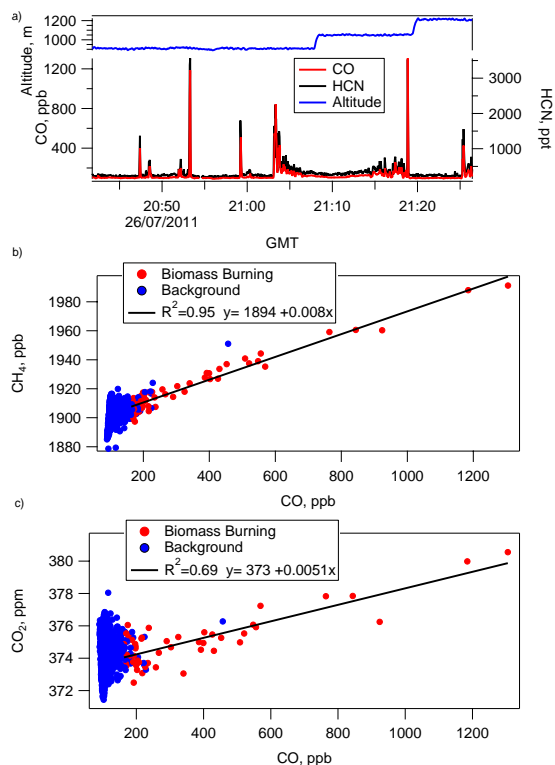 a)
Altitude, m
1200
1000
CO, ppb
1200
800
400
HCN, ppt
3000
2000
1000
CO
HCN
Altitude
20:50
21:00
21:10
21:20
26/07/2011
GMT
b)
Biomass Burning
Background
R²=0.95 y= 1894 +0.008x
CH₄, ppb
1980
1960
1940
1920
1900
1880
200
400
600
800
1000
1200
CO, ppb
c)
Biomass Burning
Background
R²=0.69 y= 373 +0.0051x
CO₂, ppm
380
378
376
374
372
200
400
600
800
1000
1200
CO, ppb